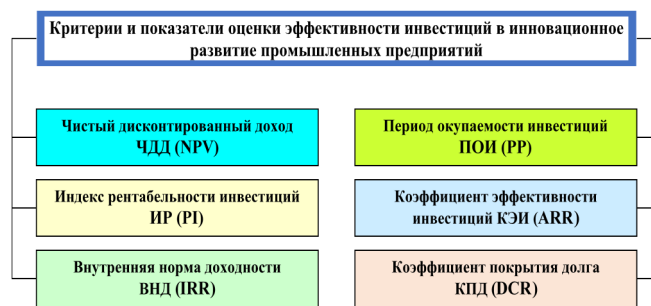 Критерии и показатели оценки эффективности инвестиций в инновационное
развитие промышленных предприятий
Чистый дисконтированный доход
ЧДД (NPV)
Период окупаемости инвестиций
ПОИ (PP)
Индекс рентабельности инвестиций
ИР (PI)
Коэффициент эффективности
инвестиций КЭИ (ARR)
Внутренняя норма доходности
ВНД (IRR)
Коэффициент покрытия долга
КПД (DCR)